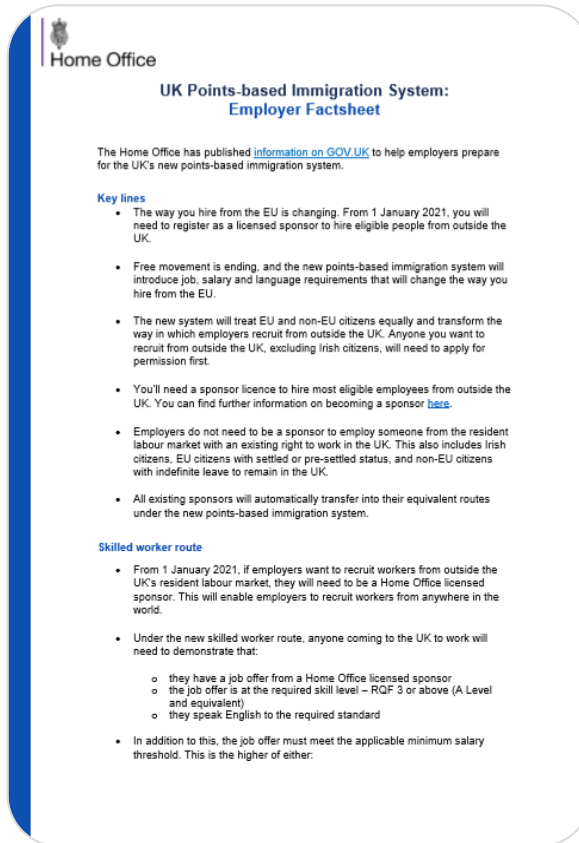 Home Office
UK Points-based Immigration System:
Employer Factsheet
The Home Office has published information on GOV.UK to help employers prepare
for the UK's new points-based immigration system.
Key lines
• The way you hire from the EU is changing. From 1 January 2021, you will
need to register as a licensed sponsor to hire eligible people from outside the
UK.
• Free movement is ending, and the new points-based immigration system will
introduce job, salary and language requirements that will change the way you
hire from the EU.
• The new system will treat EU and non-EU citizens equally and transform the
way in which employers recruit from outside the UK. Anyone you want to
recruit from outside the UK, excluding Irish citizens, will need to apply for
permission first.
• You'll need a sponsor licence to hire most eligible employees from outside the
UK. You can find further information on becoming a sponsor here.
• Employers do not need to be a sponsor to employ someone from the resident
labour market with an existing right to work in the UK. This also includes Irish
citizens, EU citizens with settled or pre-settled status, and non-EU citizens
with indefinite leave to remain in the UK.
• All existing sponsors will automatically transfer into their equivalent routes
under the new points-based immigration system.
Skilled worker route
• From 1 January 2021, if employers want to recruit workers from outside the
UK's resident labour market, they will need to be a Home Office licensed
sponsor. This will enable employers to recruit workers from anywhere in the
world.
• Under the new skilled worker route, anyone coming to the UK to work will
need to demonstrate that:
o they have a job offer from a Home Office licensed sponsor
o the job offer is at the required skill level – RQF 3 or above (A Level
and equivalent)
o they speak English to the required standard
• In addition to this, the job offer must meet the applicable minimum salary
threshold. This is the higher of either: